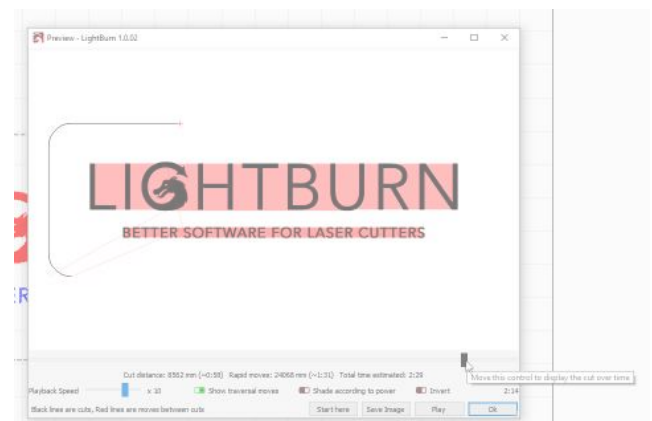 Preview - LightBurn 1.0.02
LIGHTBURN
BETTER SOFTWARE FOR LASER CUTTERS
ER
Cut distance: 8562 mm (~0:58) Rapid moves: 24068 mm (~1:31) Total time estimated: 2:29
Move this control to display the cut over time
Playback Speed x 10 Show traversal moves Shade according to power Invert 2:14
Black lines are cuts, Red lines are moves between cuts Start here Save Image Play Ok